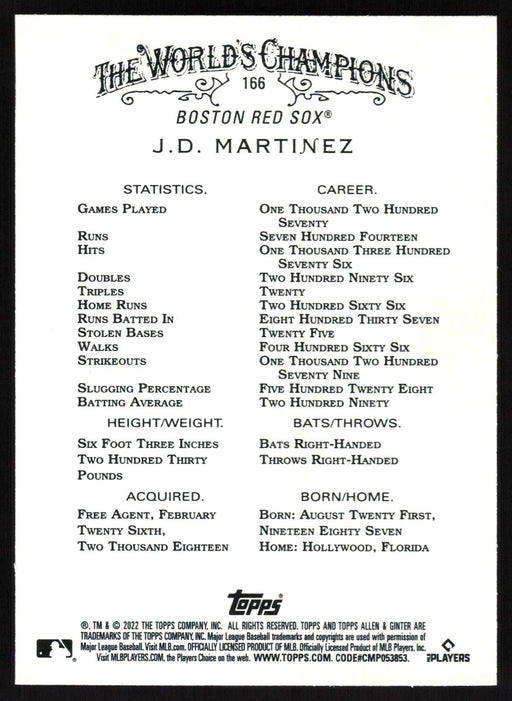 THE WORLD'S CHAMPIONS
166
BOSTON RED SOX®
J.D. MARTINEZ
STATISTICS. CAREER.
GAMES PLAYED ONE THOUSAND TWO HUNDRED
SEVENTY
RUNS SEVEN HUNDRED FOURTEEN
HITS ONE THOUSAND THREE HUNDRED
SEVENTY SIX
DOUBLES TWO HUNDRED NINETY SIX
TRIPLES TWENTY
HOME RUNS TWO HUNDRED SIXTY SIX
RUNS BATTED IN EIGHT HUNDRED THIRTY SEVEN
STOLEN BASES TWENTY FIVE
WALKS FOUR HUNDRED SIXTY SIX
STRIKEOUTS ONE THOUSAND TWO HUNDRED
SEVENTY NINE
SLUGGING PERCENTAGE FIVE HUNDRED TWENTY EIGHT
BATTING AVERAGE TWO HUNDRED NINETY
HEIGHT/WEIGHT. BATS/THROWS.
SIX FOOT THREE INCHES BATS RIGHT-HANDED
TWO HUNDRED THIRTY THROWS RIGHT-HANDED
POUNDS
ACQUIRED. BORN/HOME.
FREE AGENT, FEBRUARY BORN: AUGUST TWENTY FIRST,
TWENTY SIXTH, NINETEEN EIGHTY SEVEN
TWO THOUSAND EIGHTEEN HOME: HOLLYWOOD, FLORIDA
Topps
®, TM & © 2022 THE TOPPS COMPANY, INC. ALL RIGHTS RESERVED. TOPPS AND TOPPS ALLEN & GINTER ARE
TRADEMARKS OF THE TOPPS COMPANY, INC. Major League Baseball trademarks and copyrights are used with permission of
Major League Baseball. Visit MLB.com. OFFICIALLY LICENSED PRODUCT OF MLB. Officially Licensed Product of MLB Players, Inc.
Visit MLBPLAYERS.COM, the Players Choice on the web. WWW.TOPPS.COM. CODE#CMP053853.
PLAYERS